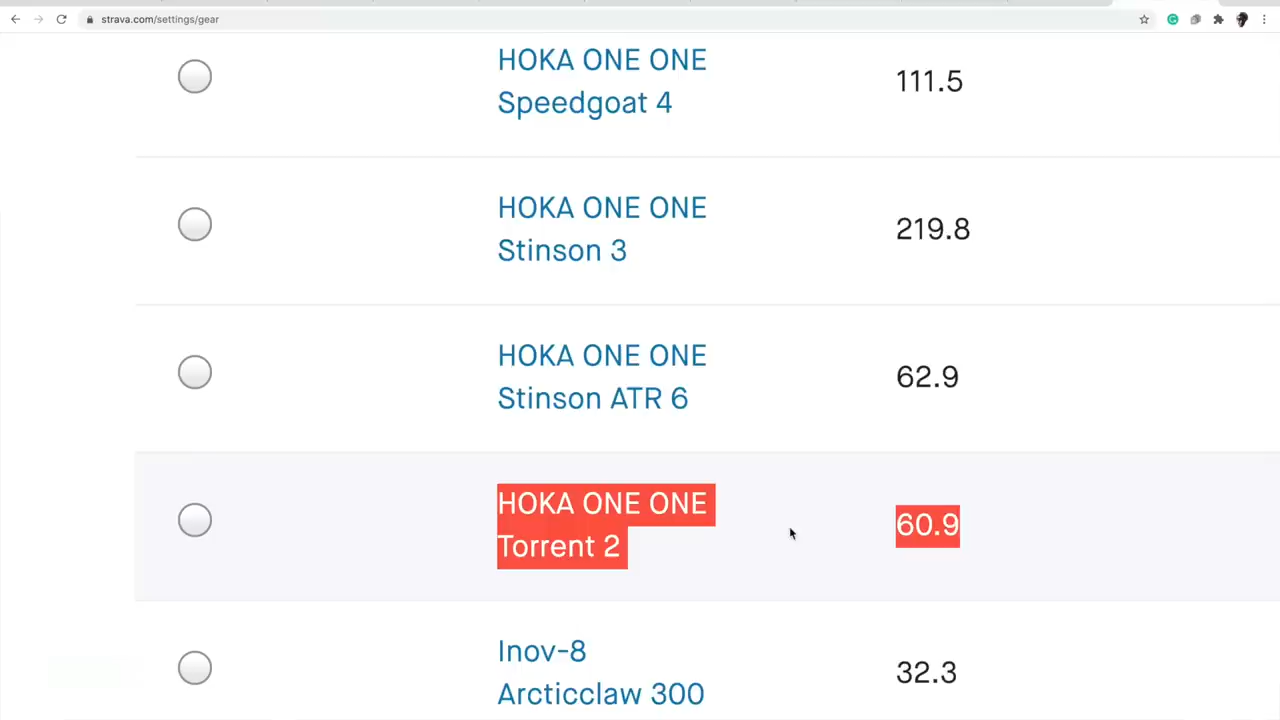 strava.com/settings/gear
HOKA ONE ONE
Speedgoat 4
111.5
HOKA ONE ONE
Stinson 3
219.8
HOKA ONE ONE
Stinson ATR 6
62.9
HOKA ONE ONE
Torrent 2
60.9
Inov-8
Arcticclaw 300
32.3